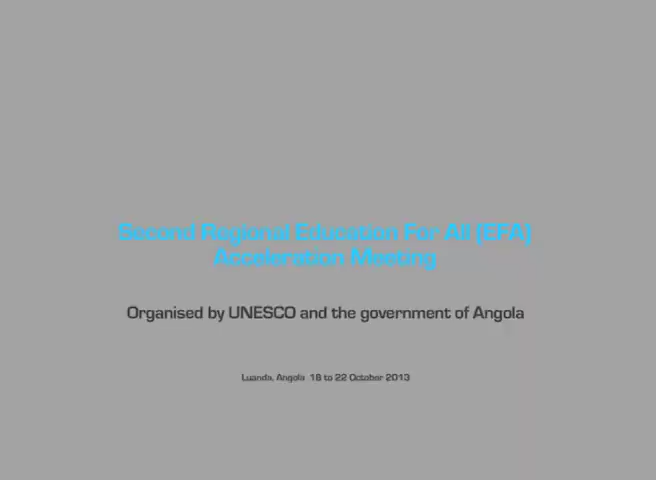 Second Regional Education For All (EFA)
Acceleration Meeting
Organised by UNESCO and the government of Angola
Luanda, Angola 18 to 22 October 2013